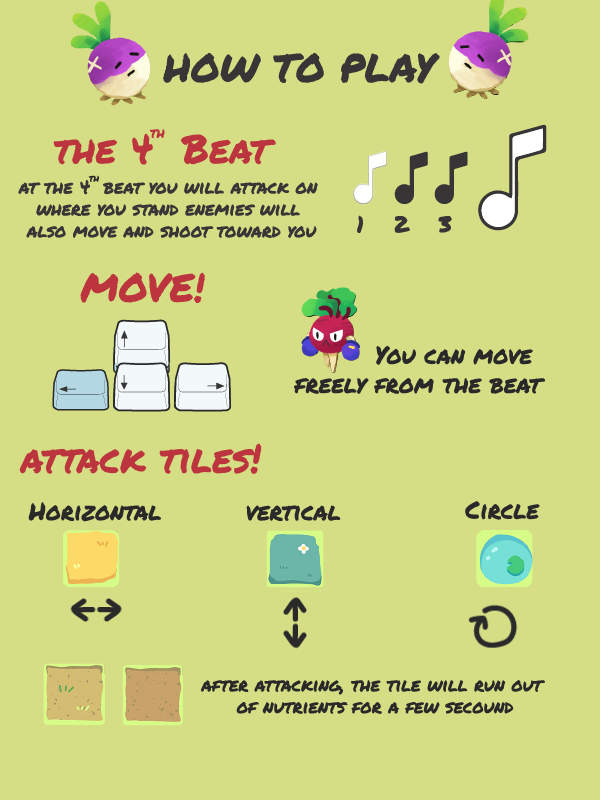 HOW TO PLAY
THE 4TH BEAT
AT THE 4TH BEAT YOU WILL ATTACK ON
WHERE YOU STAND ENEMIES WILL
ALSO MOVE AND SHOOT TOWARD YOU
1 2 3
MOVE!
YOU CAN MOVE
FREELY FROM THE BEAT
ATTACK TILES!
HORIZONTAL VERTICAL CIRCLE
AFTER ATTACKING, THE TILE WILL RUN OUT
OF NUTRIENTS FOR A FEW SECOUND